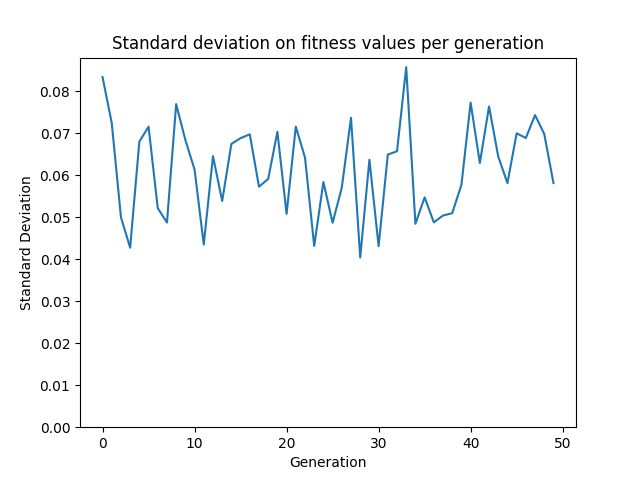 Standard deviation on fitness values per generation
Standard Deviation
0.08
0.07
0.06
0.05
0.04
0.03
0.02
0.01
0.00
0 10 20 30 40 50
Generation